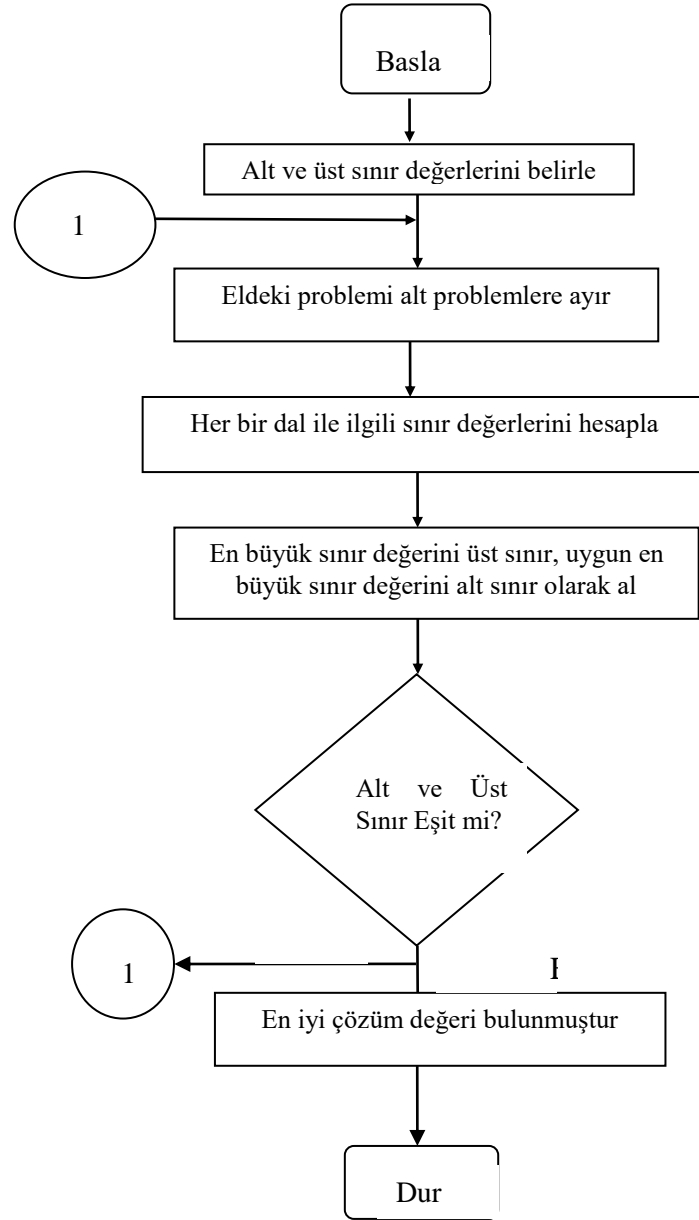 Basla
Alt ve üst sınır değerlerini belirle
1
Eldeki problemi alt problemlere ayır
Her bir dal ile ilgili sınır değerlerini hesapla
En büyük sınır değerini üst sınır, uygun en
büyük sınır değerini alt sınır olarak al
Alt ve Üst
Sınır Eşit mi?
1
En iyi çözüm değeri bulunmuştur
Dur